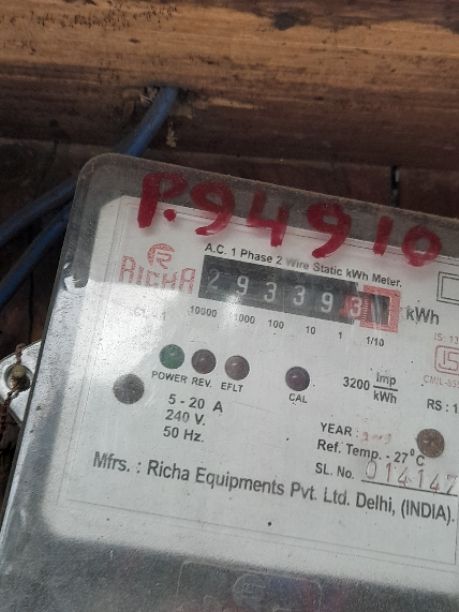 P.94910
A.C. 1 Phase 2 Wire Static kWh Meter.
RICHA
293393 kWh
10000 1000 100 10 1 1/10
POWER REV. EFLT CAL
3200 Imp/kWh
5 - 20 A
240 V.
50 Hz.
YEAR :
Ref. Temp. - 27°C
SL. No. 014147
Mfrs. : Richa Equipments Pvt. Ltd. Delhi, (INDIA).